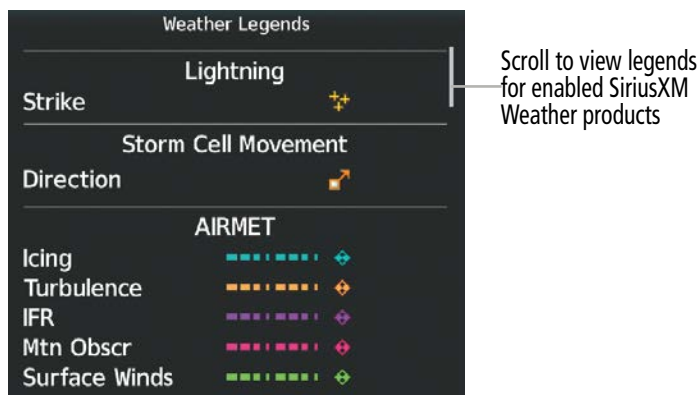 Weather Legends
Lightning
Strike
Storm Cell Movement
Direction
AIRMET
Icing
Turbulence
IFR
Mtn Obscr
Surface Winds
Scroll to view legends
for enabled SiriusXM
Weather products